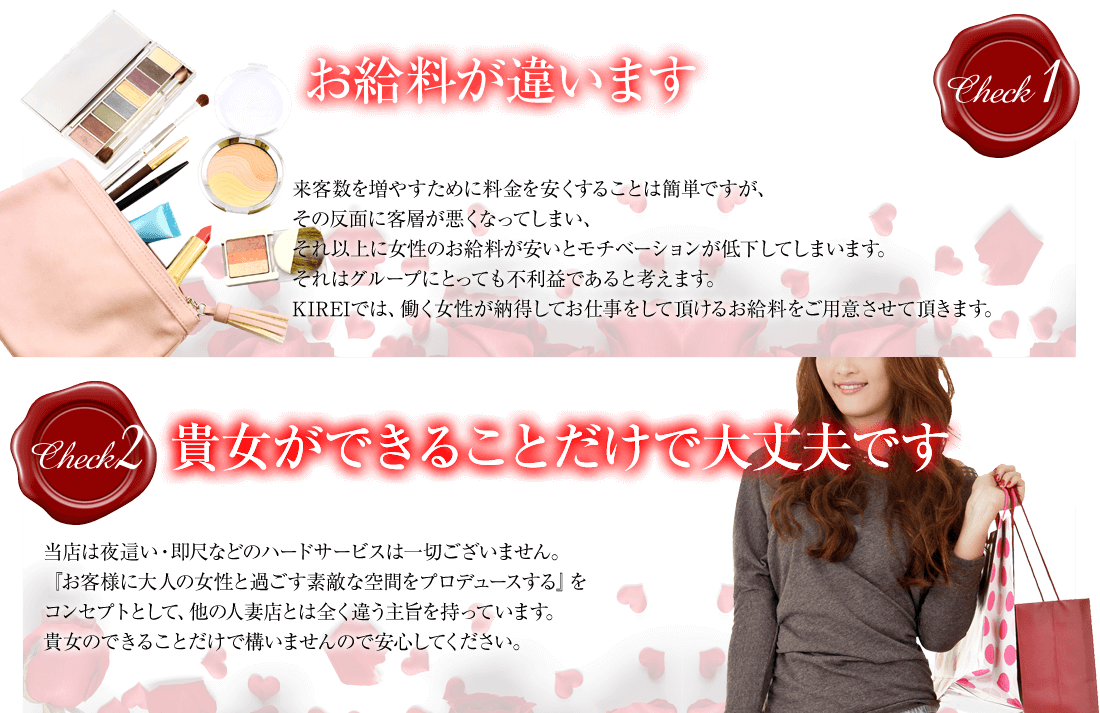 お給料が違います
Check 1
来客数を増やすために料金を安くすることは簡単ですが、
その反面に客層が悪くなってしまい、
それ以上に女性のお給料が安いとモチベーションが低下してしまいます。
それはグループにとっても不利益であると考えます。
KIREIでは、働く女性が納得してお仕事をして頂けるお給料をご用意させて頂きます。
Check2
貴女ができることだけで大丈夫です
当店は夜這い・即尺などのハードサービスは一切ございません。
『お客様に大人の女性と過ごす素敵な空間をプロデュースする』を
コンセプトとして、他の人妻店とは全く違う主旨を持っています。
貴女のできることだけで構いませんので安心してください。